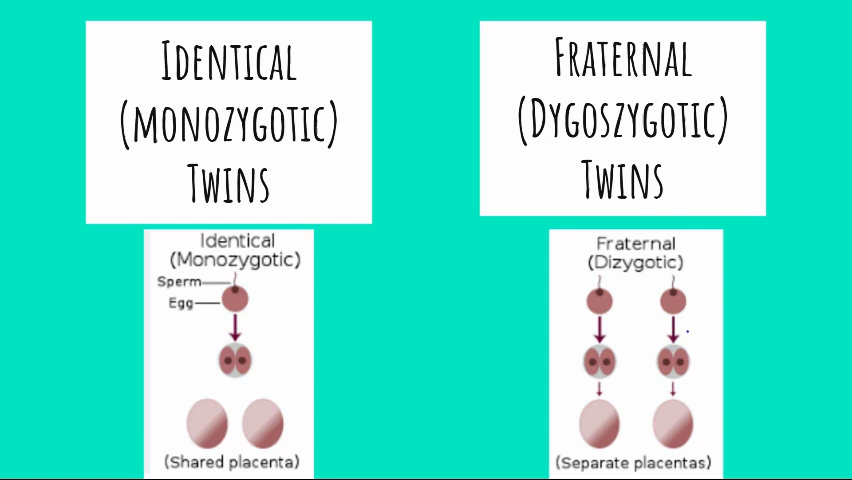 Identical
(monozygotic)
Twins
Fraternal
(Dygoszygotic)
Twins
Identical
(Monozygotic)
Sperm
Egg
(Shared placenta)
Fraternal
(Dizygotic)
(Separate placentas)